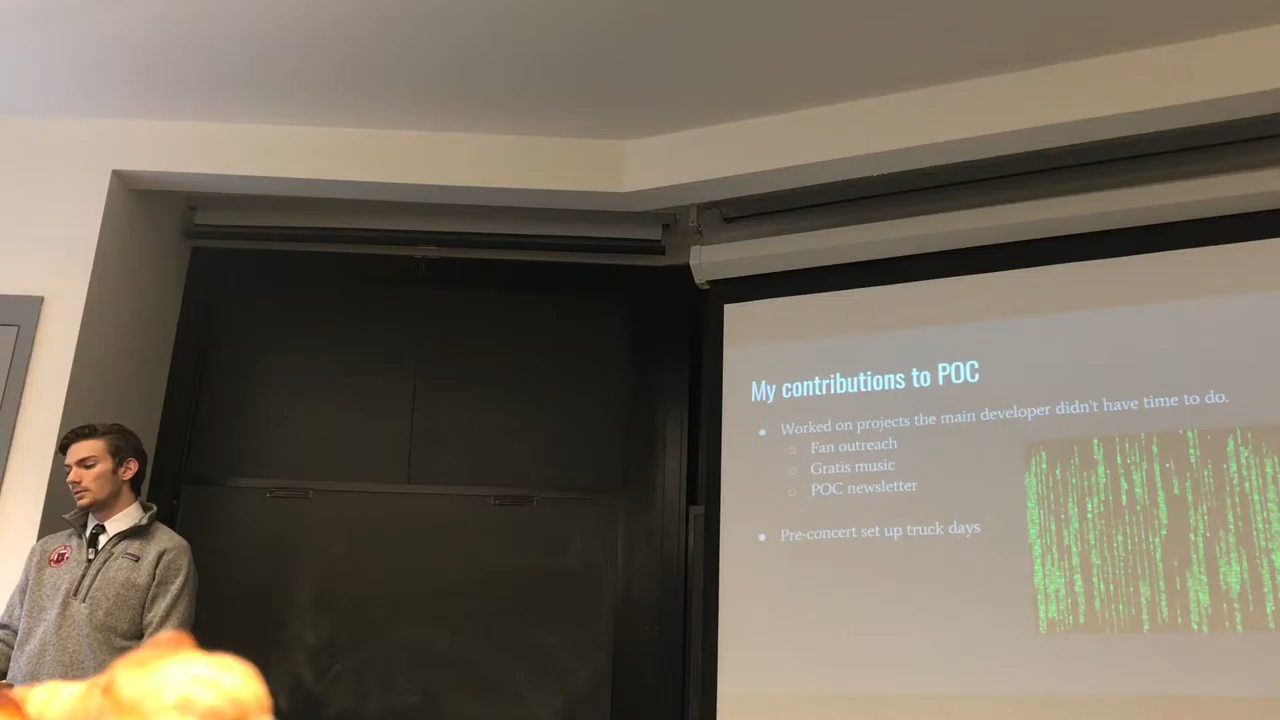 My contributions to POC
● Worked on projects the main developer didn't have time to do.
○ Fan outreach
○ Gratis music
○ POC newsletter
● Pre-concert set up truck days